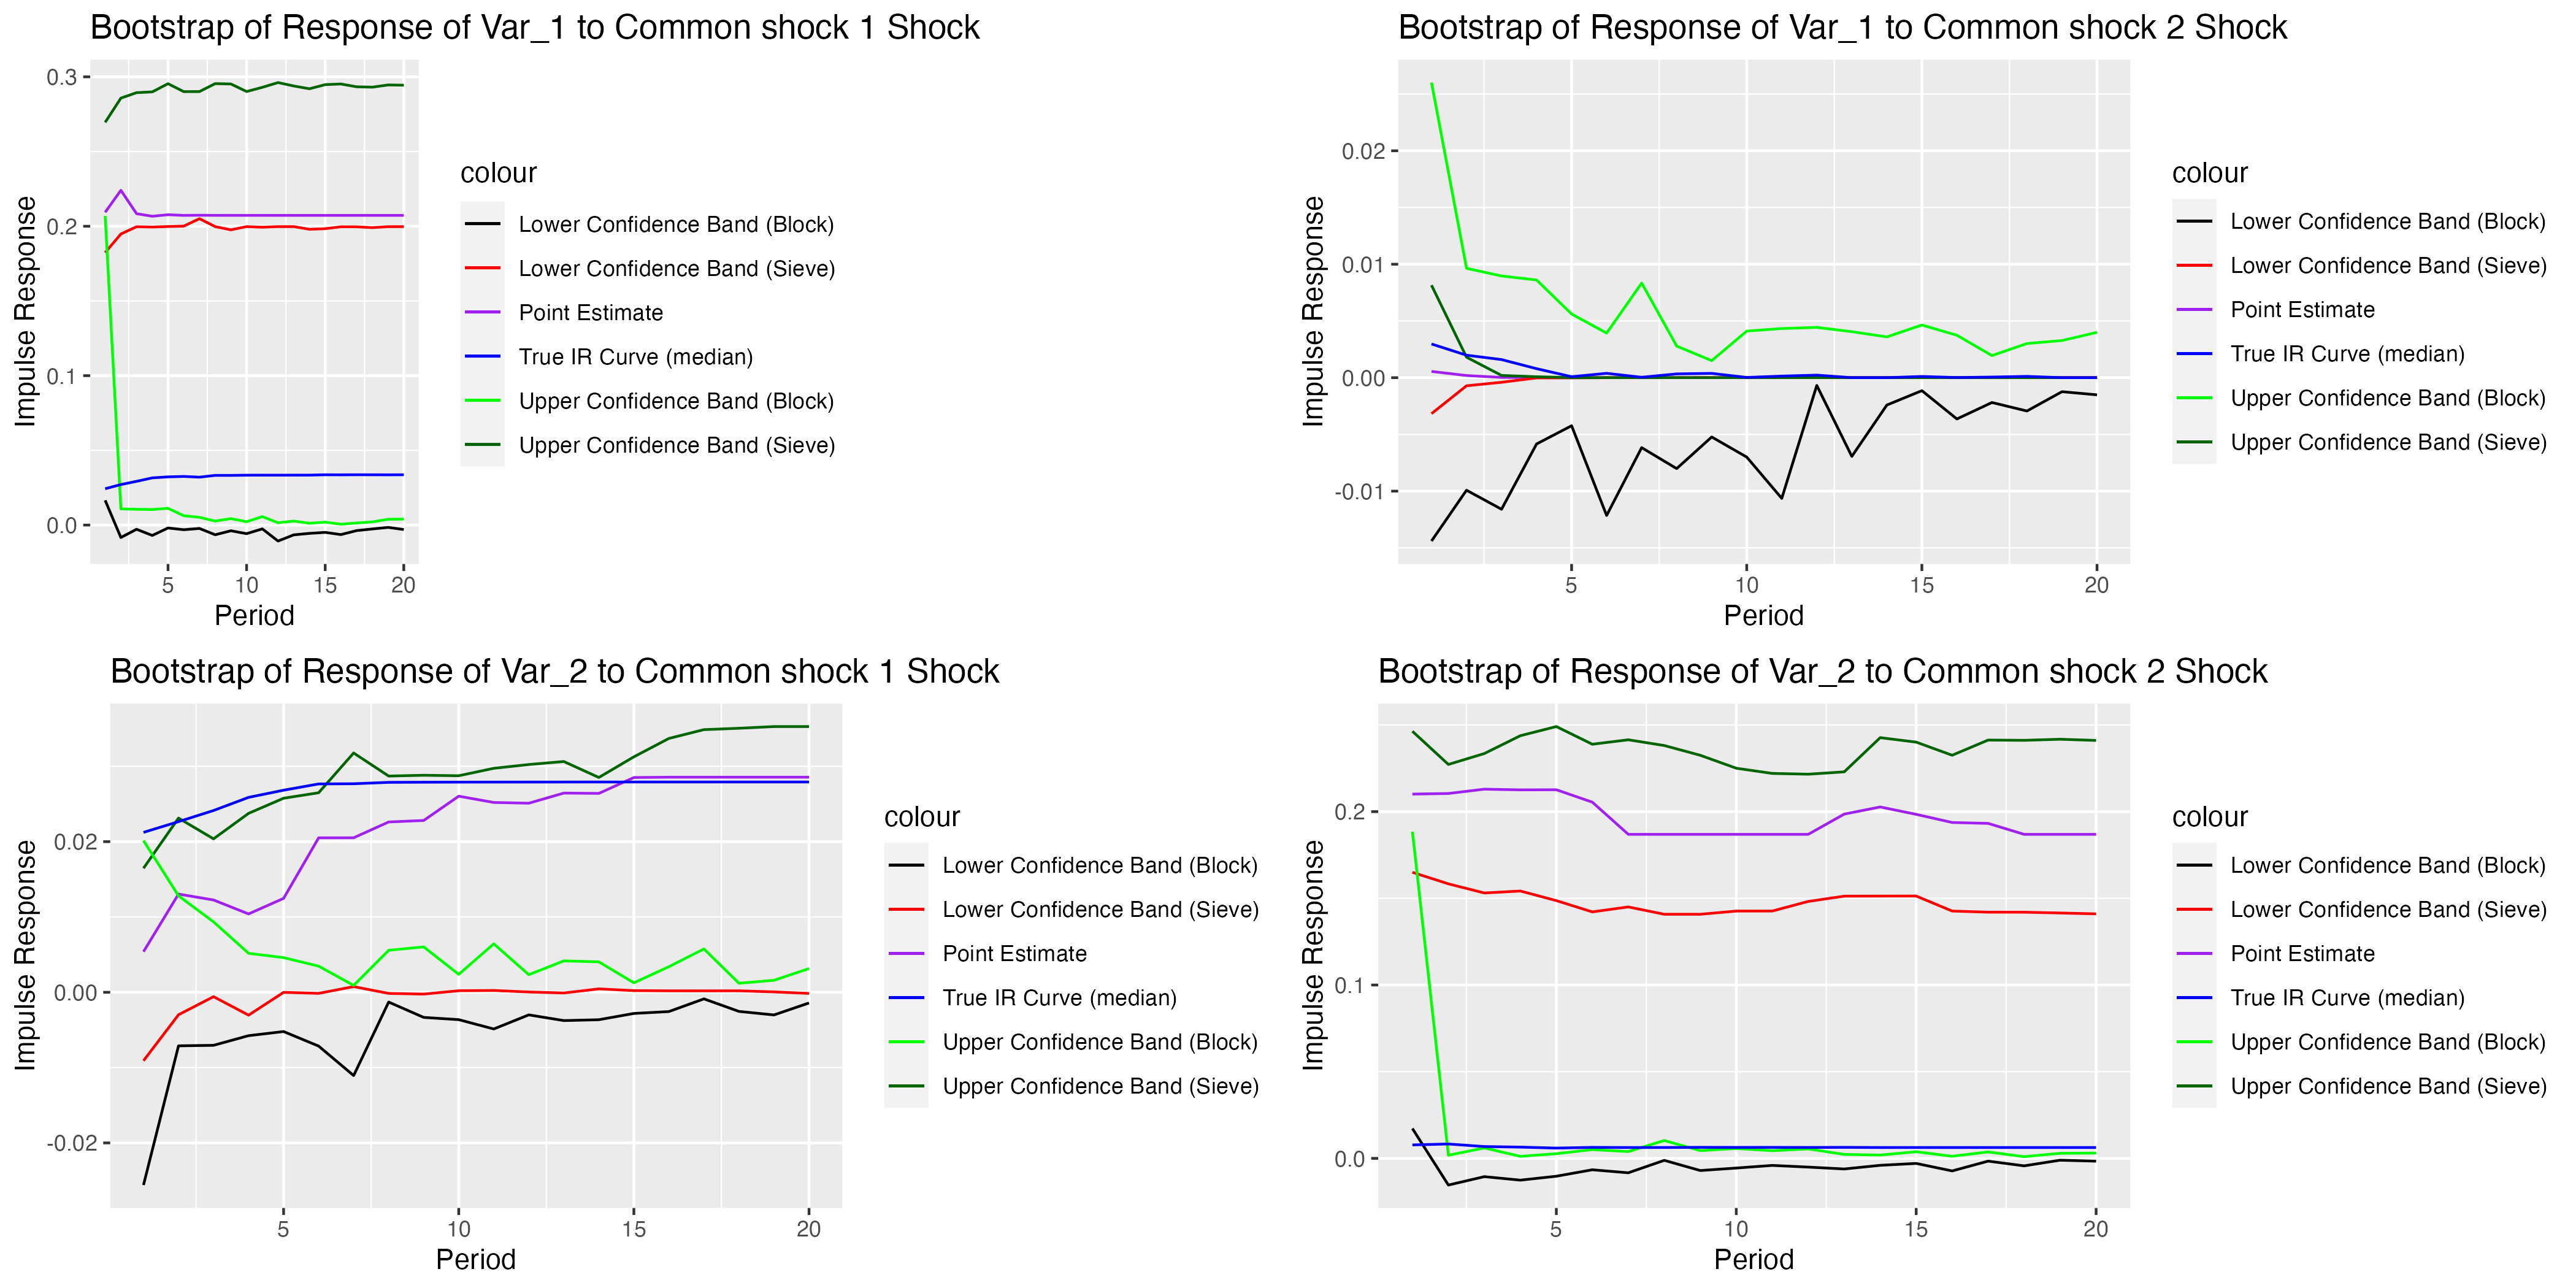 Bootstrap of Response of Var_1 to Common shock 1 Shock
Impulse Response
0.3
0.2
0.1
0.0
5 10 15 20
Period
colour
Lower Confidence Band (Block)
Lower Confidence Band (Sieve)
Point Estimate
True IR Curve (median)
Upper Confidence Band (Block)
Upper Confidence Band (Sieve)
Bootstrap of Response of Var_1 to Common shock 2 Shock
Impulse Response
0.02
0.01
0.00
-0.01
5 10 15 20
Period
colour
Lower Confidence Band (Block)
Lower Confidence Band (Sieve)
Point Estimate
True IR Curve (median)
Upper Confidence Band (Block)
Upper Confidence Band (Sieve)
Bootstrap of Response of Var_2 to Common shock 1 Shock
Impulse Response
0.02
0.00
-0.02
5 10 15 20
Period
colour
Lower Confidence Band (Block)
Lower Confidence Band (Sieve)
Point Estimate
True IR Curve (median)
Upper Confidence Band (Block)
Upper Confidence Band (Sieve)
Bootstrap of Response of Var_2 to Common shock 2 Shock
Impulse Response
0.2
0.1
0.0
5 10 15 20
Period
colour
Lower Confidence Band (Block)
Lower Confidence Band (Sieve)
Point Estimate
True IR Curve (median)
Upper Confidence Band (Block)
Upper Confidence Band (Sieve)